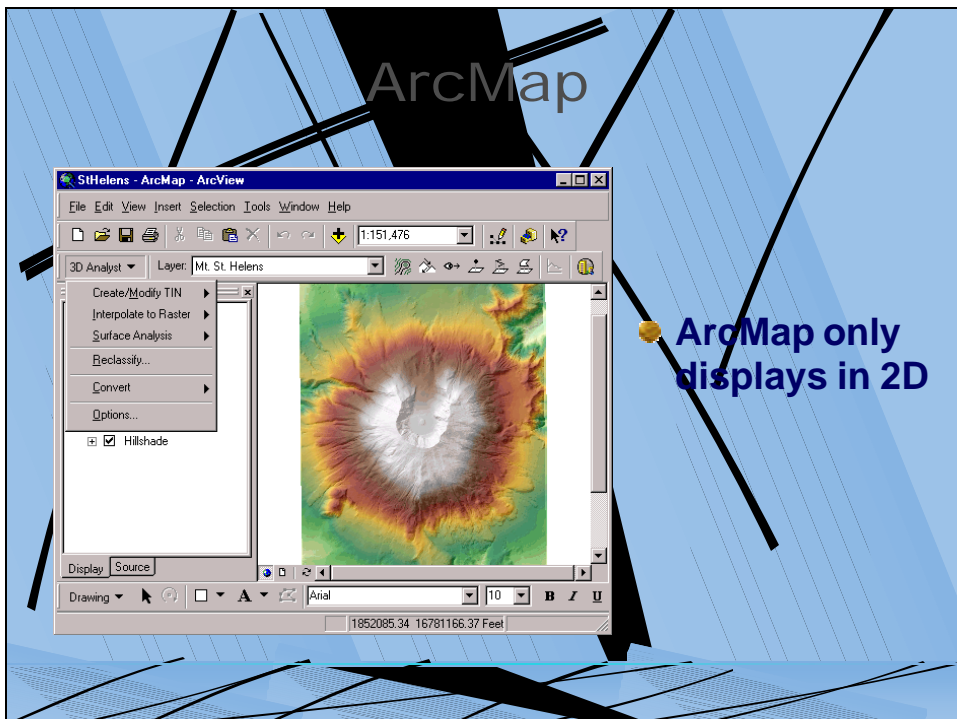 ArcMap
StHelens - ArcMap - ArcView
File Edit View Insert Selection Tools Window Help
1:151,476
3D Analyst Layer: Mt. St. Helens
Create/Modify TIN
Interpolate to Raster
Surface Analysis
Reclassify...
Convert
Options...
Hillshade
Display Source
Drawing A Arial 10 B I U
1852085.34 16781166.37 Feet
ArcMap only
displays in 2D